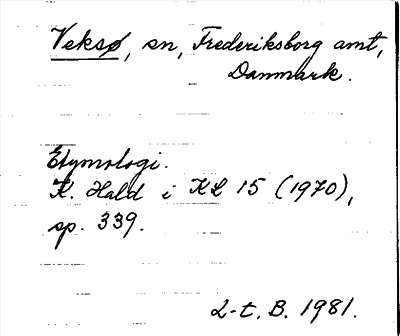 Veksø, sn, Frederiksborg amt,
Danmark.
Etymologi.
K. Hald i KL 15 (1970),
sp. 339.
L-t. B. 1981.